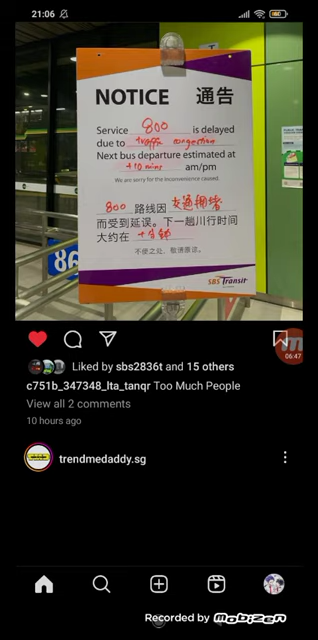 21:06
NOTICE 通告
Service 800 is delayed
due to traffic congestion
Next bus departure estimated at
+10 mins am/pm
We are sorry for the inconvenience caused.
800 路线因 交通拥堵
而受到延误。下一趟川行时间
大约在 十分钟
不便之处，敬请原谅。
SBS Transit
06:47
Liked by sbs2836t and 15 others
c751b_347348_lta_tanqr Too Much People
View all 2 comments
10 hours ago
trendmedaddy.sg
Recorded by mobizen